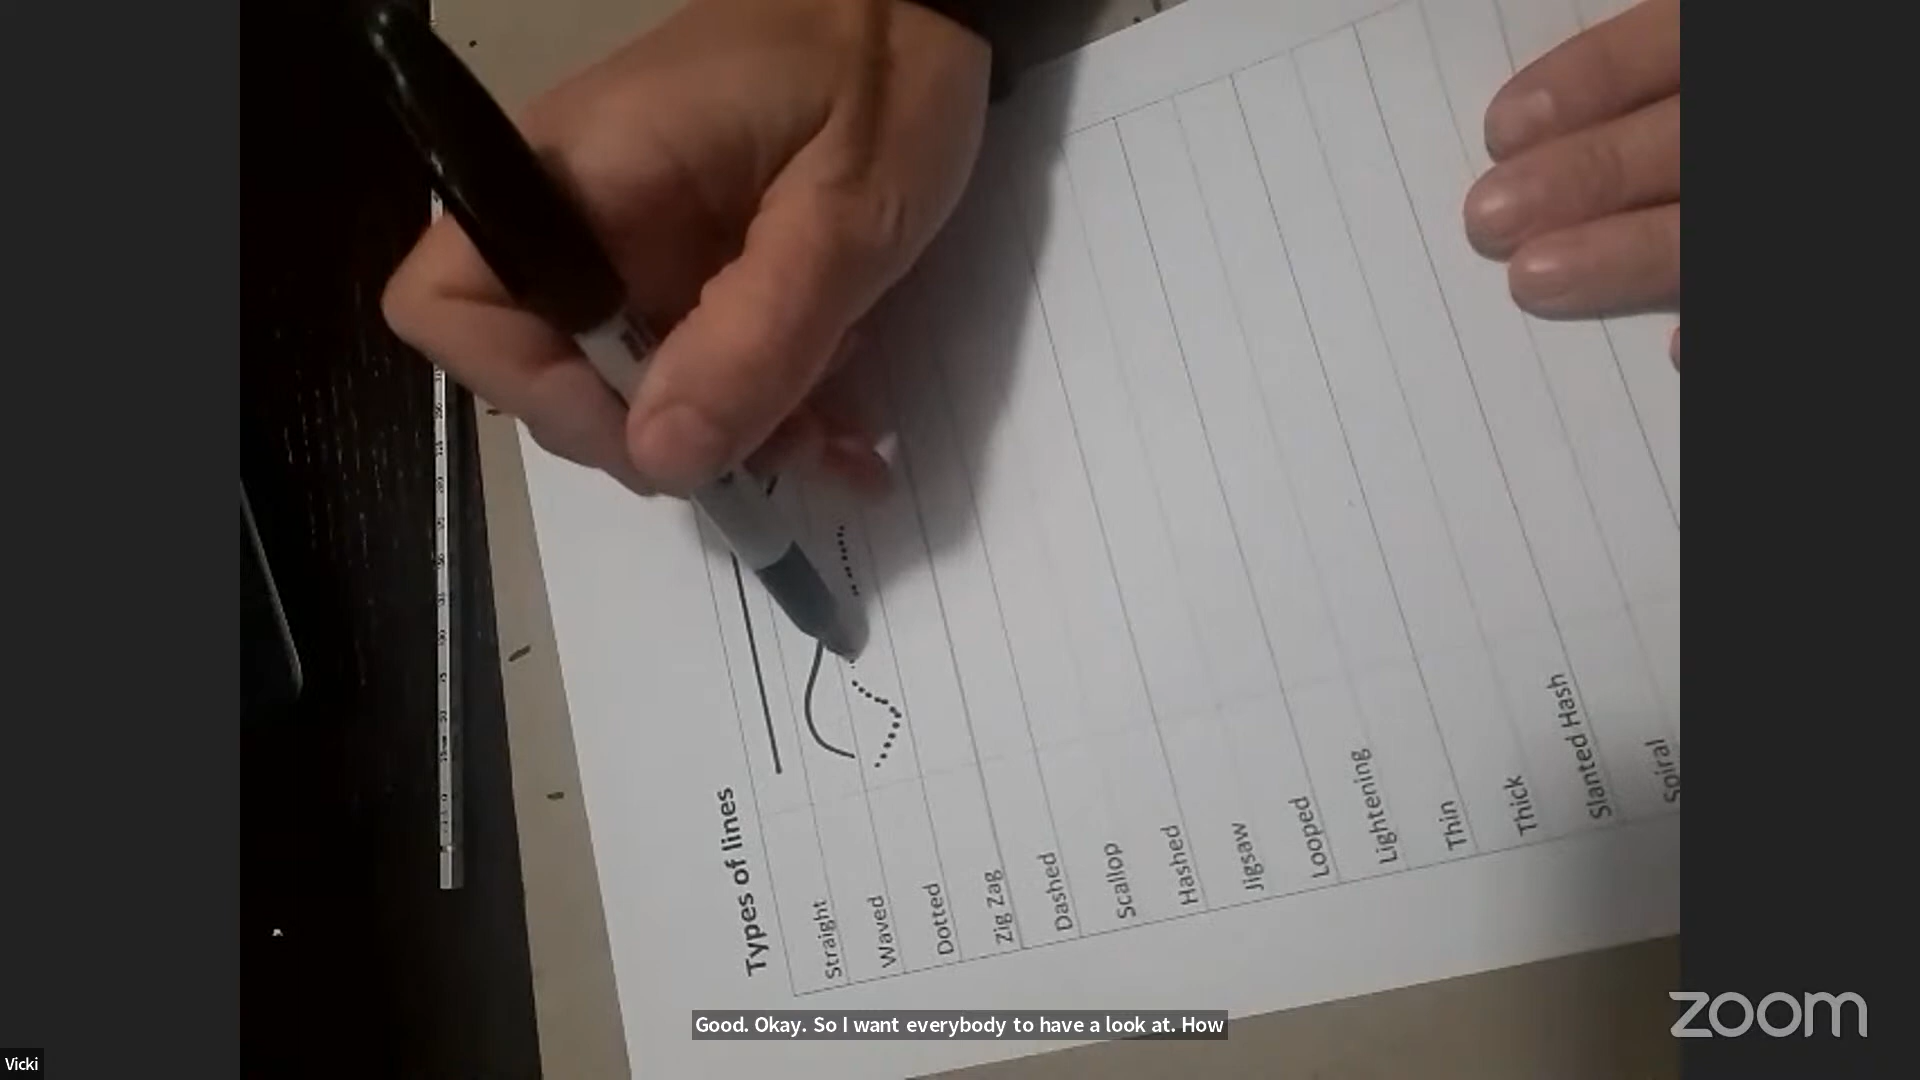 Types of lines
Straight
Waved
Dotted
Zig Zag
Dashed
Scallop
Hashed
Jigsaw
Looped
Lightening
Thin
Thick
Slanted Hash
Spiral
Good. Okay. So I want everybody to have a look at. How
zoom
Vicki